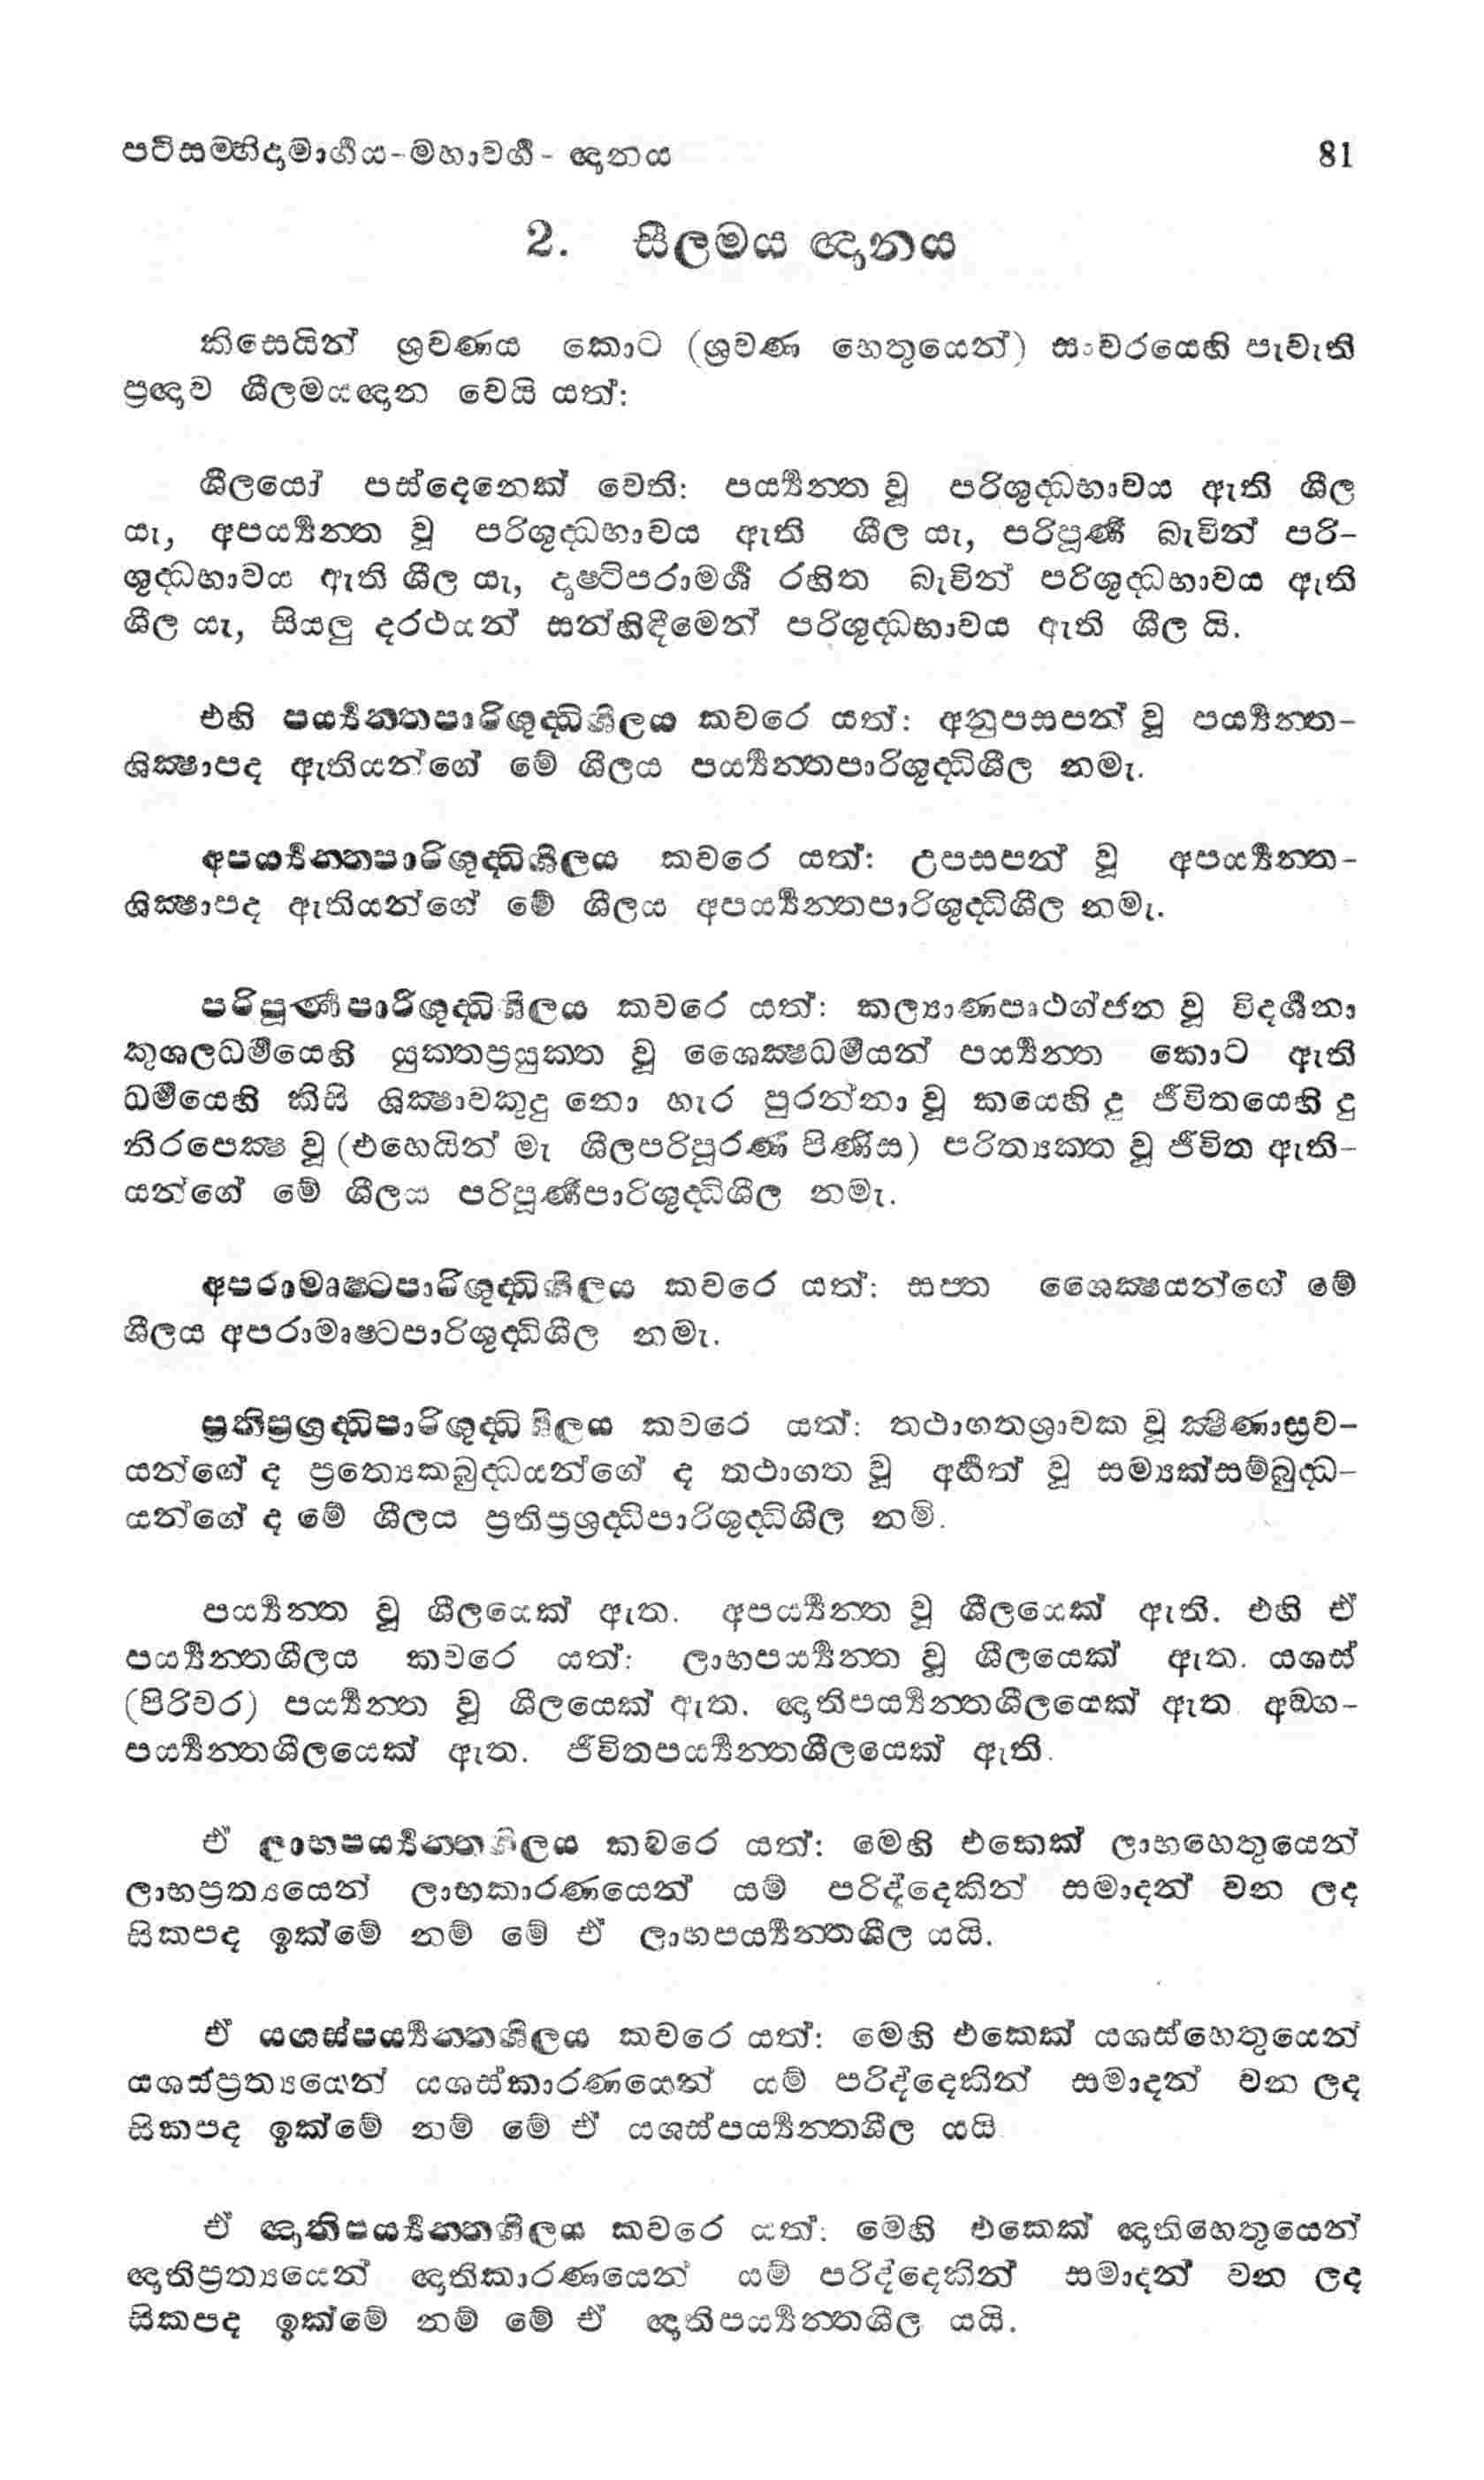 පටිසම්භිදාමාර්‍ගය-මහාවර්‍ග - ඥානය 81
2. සීලමය ඥානය
කිසෙයින් ශ්‍රවණය කොට (ශ්‍රවණ හෙතුයෙන්) සංවරයෙහි පැවැති
ප්‍රඥාව ශීලමයඥාන වෙයි යත්:
ශීලයෝ පස්දෙනෙක් වෙති: පර්‍ය්‍යන්ත වූ පරිශුද්ධභාවය ඇති ශීල
යැ, අපර්‍ය්‍යන්ත වූ පරිශුද්ධභාවය ඇති ශීල යැ, පරිපූර්‍ණ බැවින් පරි-
ශුද්ධභාවය ඇති ශීල යැ, දෘෂ්ටිපරාමර්‍ශ රහිත බැවින් පරිශුද්ධභාවය ඇති
ශීල යැ, සියලු දරථයන් සන්හිඳීමෙන් පරිශුද්ධභාවය ඇති ශීල යි.
එහි පර්‍ය්‍යන්තපාරිශුද්ධිශීලය කවරේ යත්: අනුපසපන් වූ පර්‍ය්‍යන්ත-
ශික්‍ෂාපද ඇතියන්ගේ මේ ශීලය පර්‍ය්‍යන්තපාරිශුද්ධිශීල නමැ.
අපර්‍ය්‍යන්තපාරිශුද්ධිශීලය කවරේ යත්: උපසපන් වූ අපර්‍ය්‍යන්ත-
ශික්‍ෂාපද ඇතියන්ගේ මේ ශීලය අපර්‍ය්‍යන්තපාරිශුද්ධිශීල නමැ.
පරිපූර්‍ණපාරිශුද්ධිශීලය කවරේ යත්: කල්‍යාණපෘථග්ජන වූ විදර්‍ශනා
කුශලධර්‍මයෙහි යුක්තප්‍රයුක්ත වූ ශෛක්‍ෂධර්‍මයන් පර්‍ය්‍යන්ත කොට ඇති
ධර්‍මයෙහි කිසි ශික්‍ෂාවකුදු නො හැර පුරන්නා වූ කයෙහි දු ජීවිතයෙහි දු
නිරපෙක්‍ෂ වූ (එහෙයින් මැ ශීලපරිපූරණ පිණිස) පරිත්‍යක්ත වූ ජීවිත ඇති-
යන්ගේ මේ ශීලය පරිපූර්‍ණපාරිශුද්ධිශීල නමැ.
අපරාමෘෂ්ටපාරිශුද්ධිශීලය කවරේ යත්: සප්ත ශෛක්‍ෂයන්ගේ මේ
ශීලය අපරාමෘෂ්ටපාරිශුද්ධිශීල නමැ.
ප්‍රතිප්‍රශ්‍රද්ධිපාරිශුද්ධිශීලය කවරේ යත්: තථාගතශ්‍රාවක වූ ක්‍ෂීණාස්‍රව-
යන්ගේ ද ප්‍රත්‍යෙකබුද්ධයන්ගේ ද තථාගත වූ අර්‍හත් වූ සම්‍යක්සම්බුද්ධ-
යන්ගේ ද මේ ශීලය ප්‍රතිප්‍රශ්‍රද්ධිපාරිශුද්ධිශීල නමි.
පර්‍ය්‍යන්ත වූ ශීලයෙක් ඇත. අපර්‍ය්‍යන්ත වූ ශීලයෙක් ඇති. එහි ඒ
පර්‍ය්‍යන්තශීලය කවරේ යත්: ලාභපර්‍ය්‍යන්ත වූ ශීලයෙක් ඇත. යශස්
(පිරිවර) පර්‍ය්‍යන්ත වූ ශීලයෙක් ඇත. ඥාතිපර්‍ය්‍යන්තශීලයෙක් ඇත. අඞ්ග-
පර්‍ය්‍යන්තශීලයෙක් ඇත. ජීවිතපර්‍ය්‍යන්තශීලයෙක් ඇති.
ඒ ලාභපර්‍ය්‍යන්තශීලය කවරේ යත්: මෙහි එකෙක් ලාභහෙතුයෙන්
ලාභප්‍රත්‍යයෙන් ලාභකාරණයෙන් යම් පරිද්දෙකින් සමාදන් වන ලද
සිකපද ඉක්මේ නම් මේ ඒ ලාභපර්‍ය්‍යන්තශීල යයි.
ඒ යශස්පර්‍ය්‍යන්තශීලය කවරේ යත්: මෙහි එකෙක් යශස්හෙතුයෙන්
යශස්ප්‍රත්‍යයෙන් යශස්කාරණයෙන් යම් පරිද්දෙකින් සමාදන් වන ලද
සිකපද ඉක්මේ නම් මේ ඒ යශස්පර්‍ය්‍යන්තශීල යයි
ඒ ඥාතිපර්‍ය්‍යන්තශීලය කවරේ යත්: මෙහි එකෙක් ඥාතිහෙතුයෙන්
ඥාතිප්‍රත්‍යයෙන් ඥාතිකාරණයෙන් යම් පරිද්දෙකින් සමාදන් වන ලද
සිකපද ඉක්මේ නම් මේ ඒ ඥාතිපර්‍ය්‍යන්තශීල යයි.